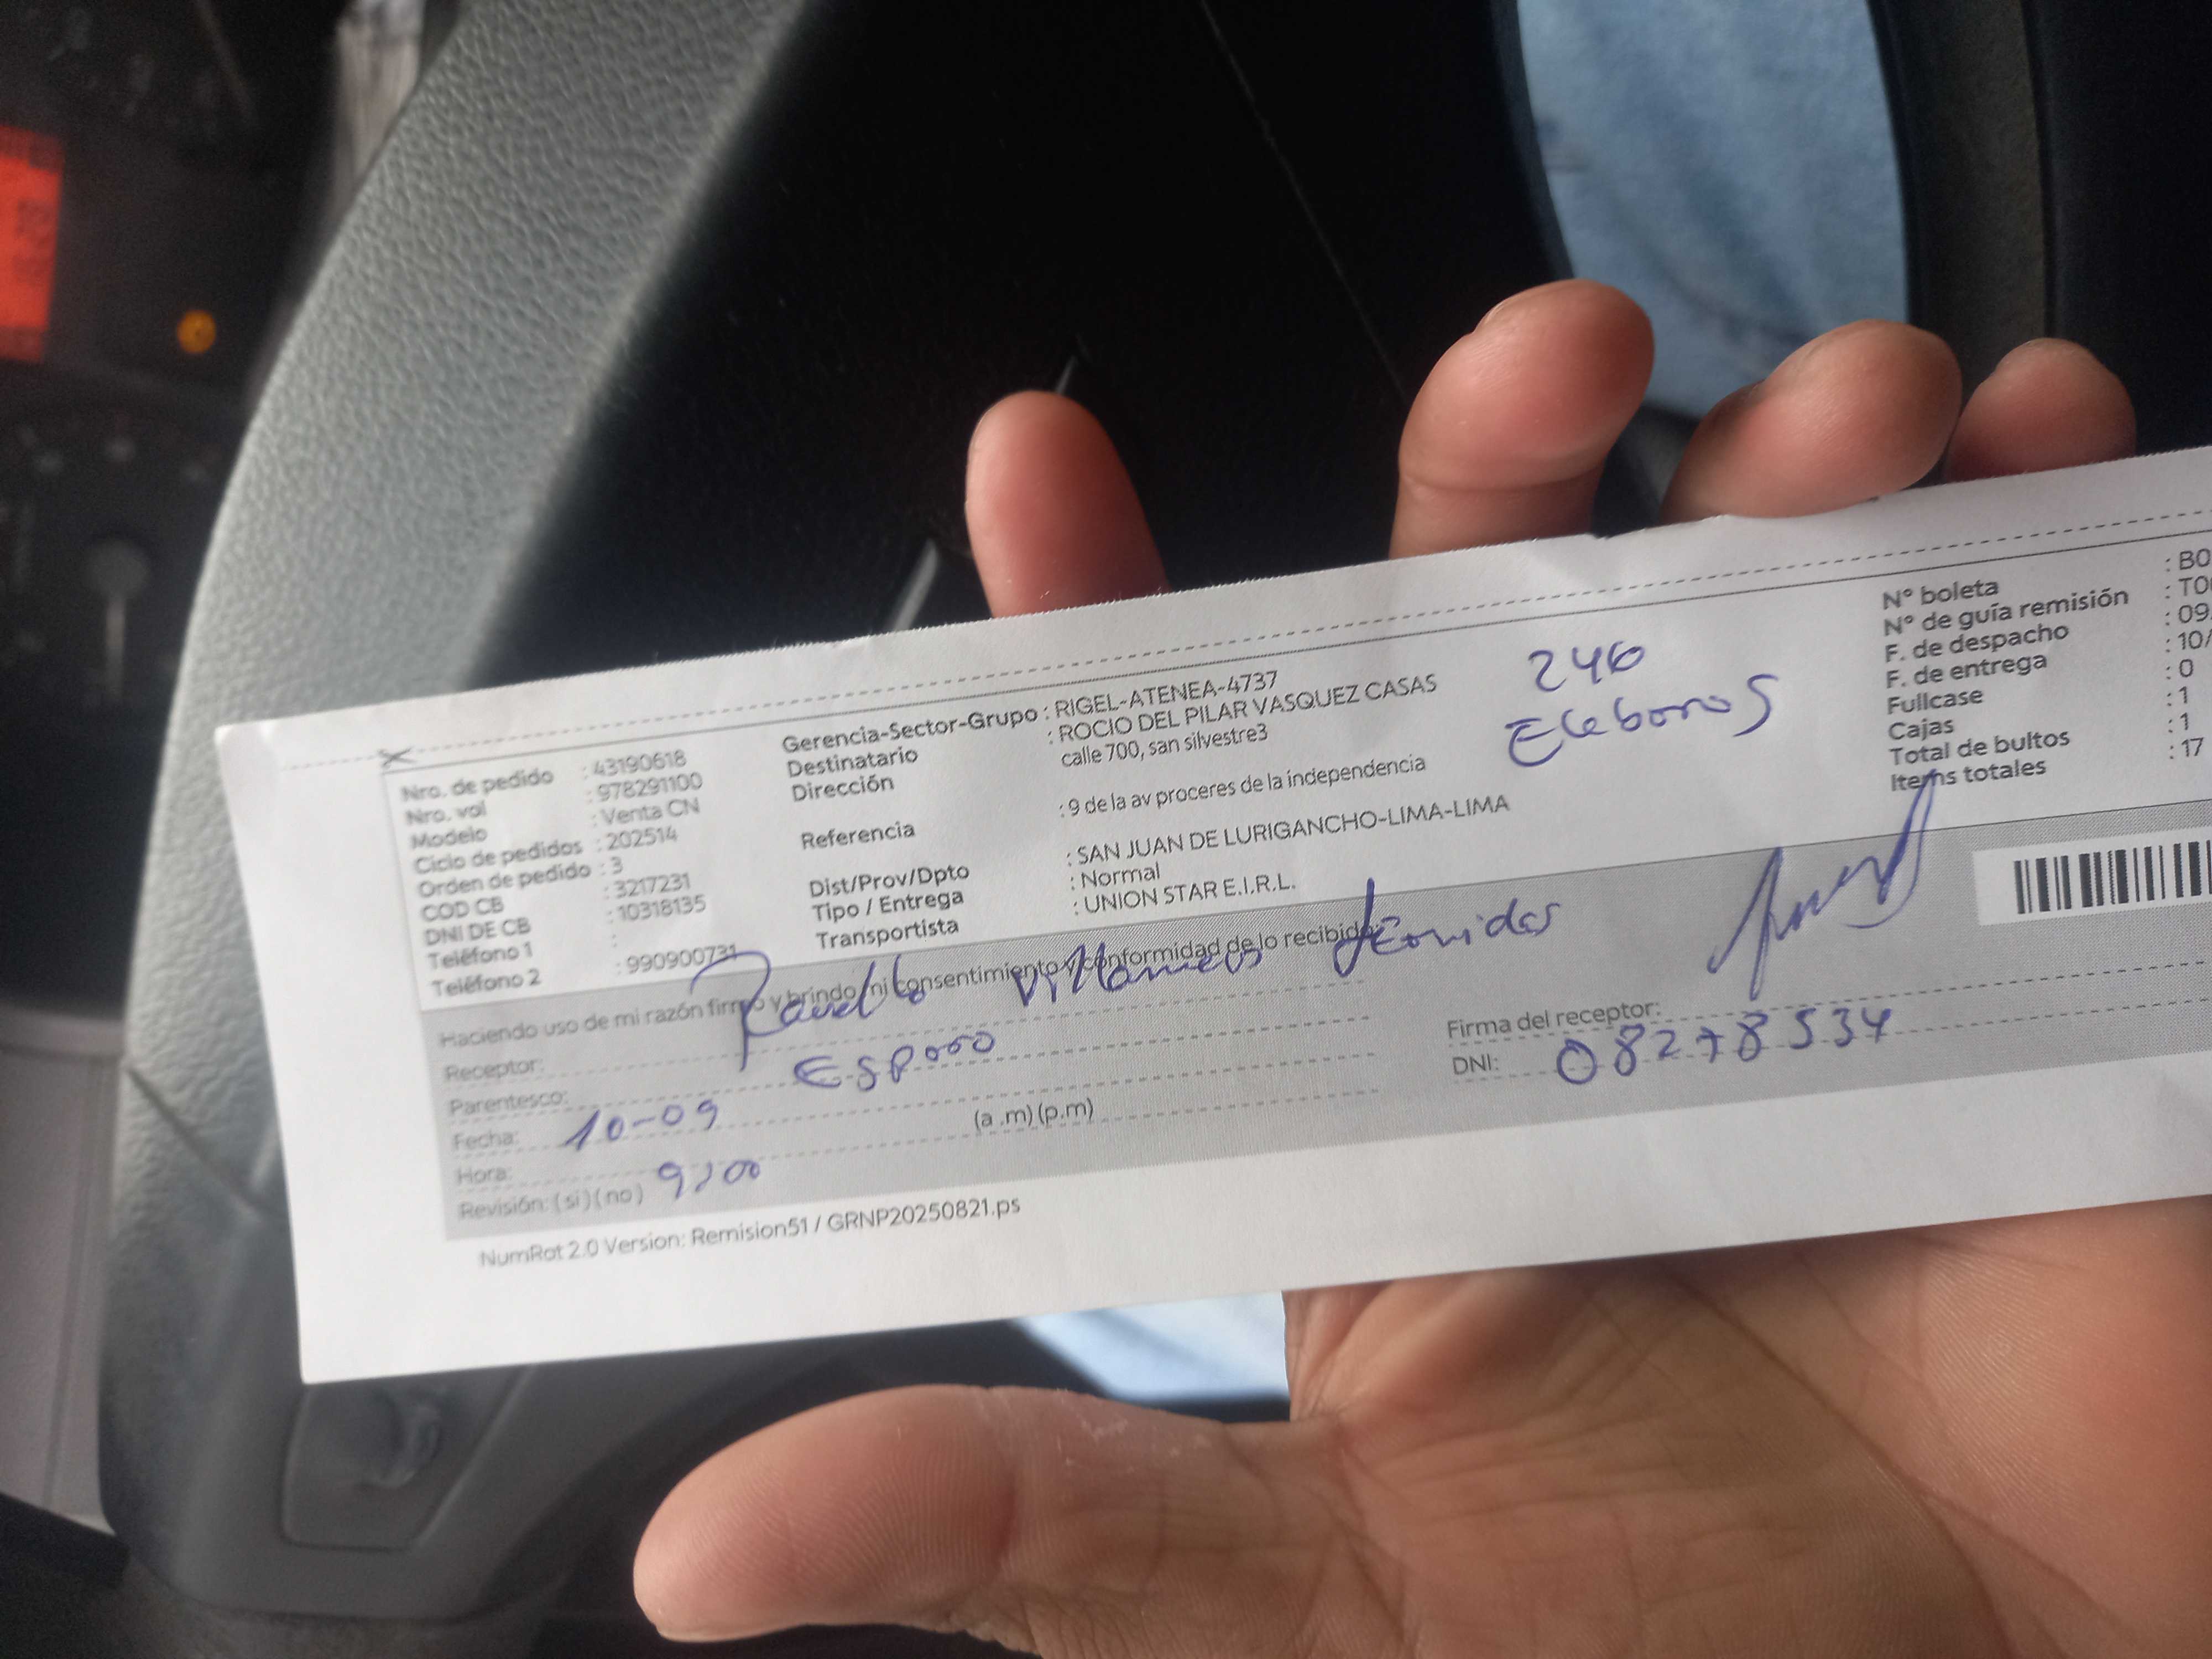 Nro. de pedido : 43190618
Nro. vol : 978291100
Modelo : Venta CN
Ciclo de pedidos : 202514
Orden de pedido : 3
COD CB : 3217231
DNI DE CB : 10318135
Teléfono 1 :
Teléfono 2 : 990900731
Gerencia-Sector-Grupo : RIGEL-ATENEA-4737
Destinatario : ROCIO DEL PILAR VASQUEZ CASAS
Dirección calle 700, san silvestre3
Referencia : 9 de la av proceres de la independencia
Dist/Prov/Dpto : SAN JUAN DE LURIGANCHO-LIMA-LIMA
Tipo / Entrega : Normal
Transportista : UNION STAR E.I.R.L.
246
Eleboros
N° boleta : B0
N° de guía remisión : T0
F. de despacho : 09
F. de entrega : 10/
Fullcase : 0
Cajas : 1
Total de bultos : 1
Items totales : 17
Haciendo uso de mi razón firmo y brindo mi consentimiento y conformidad de lo recibido
Receptor:
Parentesco: Esposo
Fecha: 10-09
Hora: (a .m) (p.m)
Revisión: (si) (no) 9:00
Firma del receptor:
DNI: 08278534
NumRot 2.0 Version: Remision51 / GRNP20250821.ps